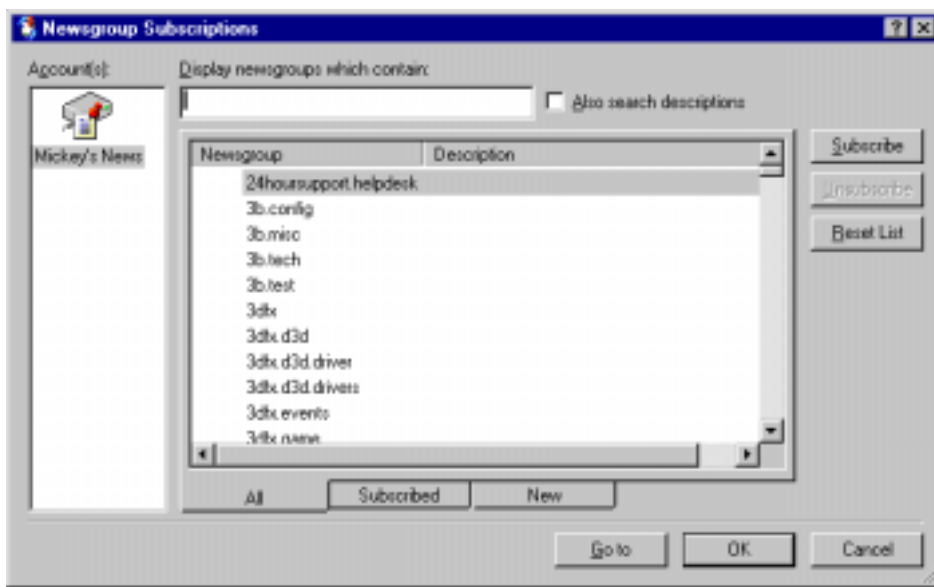 Newsgroup Subscriptions
Account(s):
Display newsgroups which contain:
Also search descriptions
Mickey's News
Newsgroup Description
24hoursupport.helpdesk
3b.config
3b.misc
3b.tech
3b.test
3dfx
3dfx.d3d
3dfx.d3d.driver
3dfx.d3d.drivers
3dfx.events
3dfx.name
Subscribe
Unsubscribe
Reset List
All Subscribed New
Go to OK Cancel